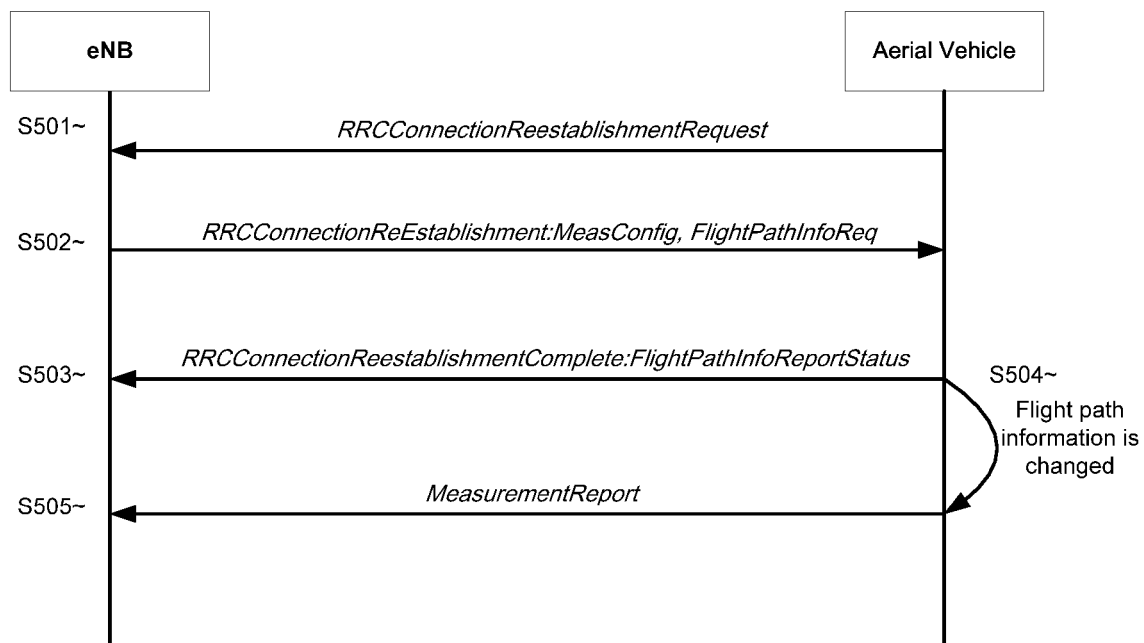 eNB
Aerial Vehicle
S501~
RRCConnectionReestablishmentRequest
S502~
RRCConnectionReEstablishment:MeasConfig, FlightPathInfoReq
S503~
RRCConnectionReestablishmentComplete:FlightPathInfoReportStatus
S504~
Flight path
information is
changed
S505~
MeasurementReport